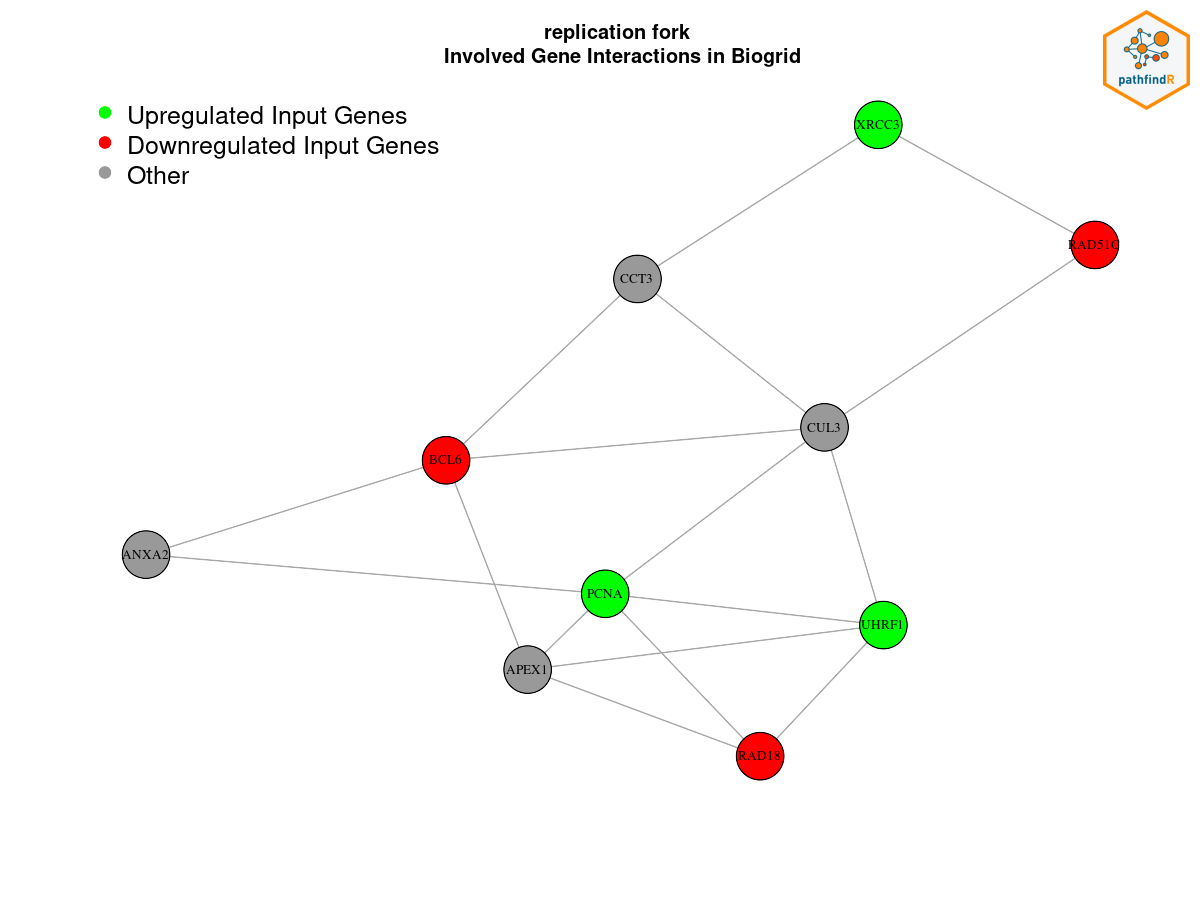 replication fork
Involved Gene Interactions in Biogrid
pathfindR
Upregulated Input Genes
Downregulated Input Genes
Other
XRCC3
RAD51C
CCT3
CUL3
BCL6
ANXA2
PCNA
UHRF1
APEX1
RAD18